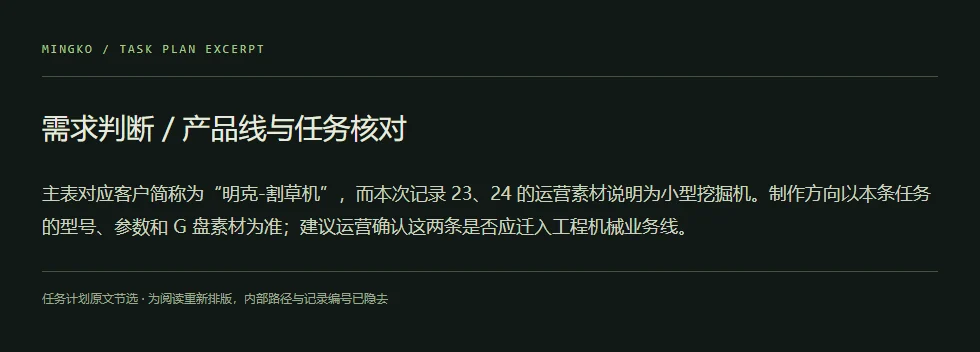 MINGKO / TASK PLAN EXCERPT
需求判断 / 产品线与任务核对
主表对应客户简称为“明克-割草机”，而本次记录 23、24 的运营素材说明为小型挖掘机。制作方向以本条任务
的型号、参数和 G 盘素材为准；建议运营确认这两条是否应迁入工程机械业务线。
任务计划原文节选 · 为阅读重新排版，内部路径与记录编号已隐去